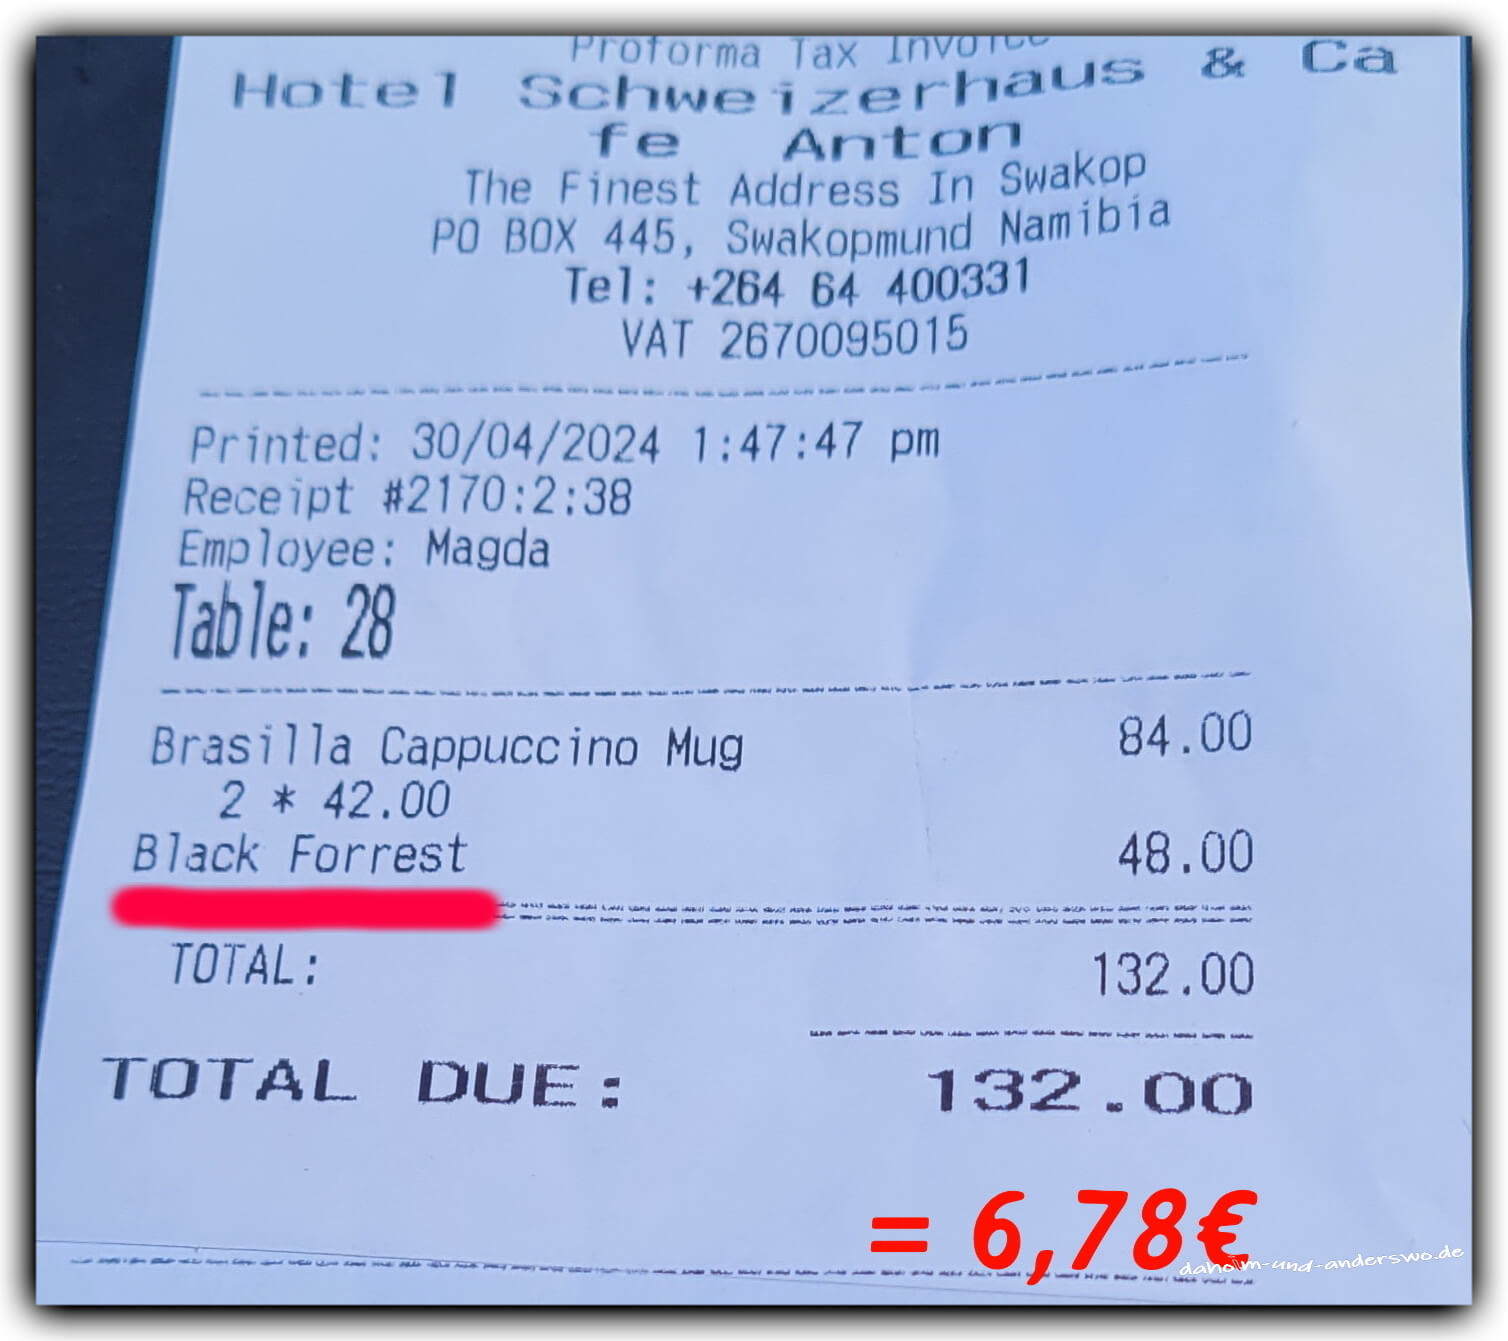 Proforma Tax Invoice
Hotel Schweizerhaus & Ca
fe Anton
The Finest Address In Swakop
PO BOX 445, Swakopmund Namibia
Tel: +264 64 400331
VAT 2670095015
Printed: 30/04/2024 1:47:47 pm
Receipt #2170:2:38
Employee: Magda
Table: 28
Brasilla Cappuccino Mug 84.00
2 * 42.00
Black Forrest 48.00
TOTAL: 132.00
TOTAL DUE: 132.00
= 6,78€
daholm-und-anderswo.de